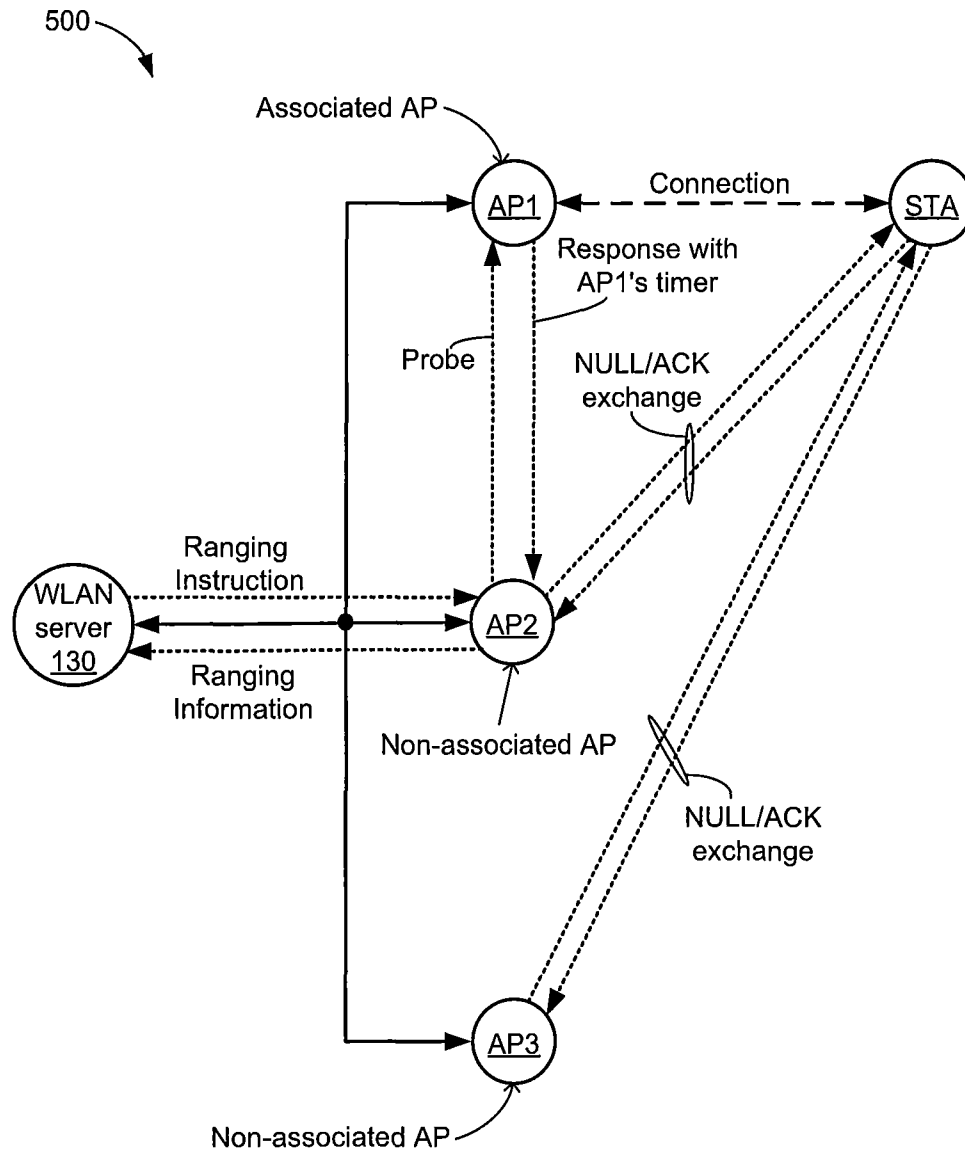 500
Associated AP
AP1
Connection
STA
Response with
AP1's timer
Probe
NULL/ACK
exchange
Ranging
Instruction
WLAN
server
130
AP2
Ranging
Information
Non-associated AP
NULL/ACK
exchange
AP3
Non-associated AP